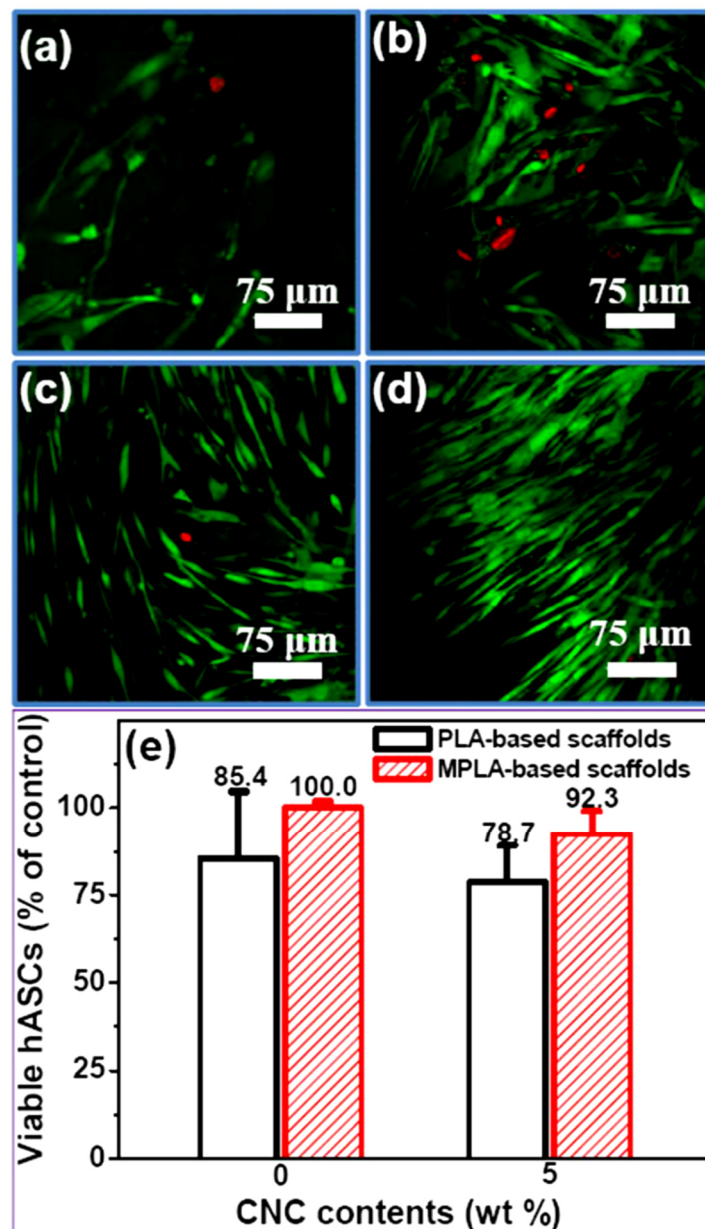 (a)
75 μm
(b)
75 μm
(c)
75 μm
(d)
75 μm
(e)
PLA-based scaffolds
MPLA-based scaffolds
85.4
100.0
78.7
92.3
Viable hASCs (% of control)
100
75
50
25
0
0
5
CNC contents (wt %)